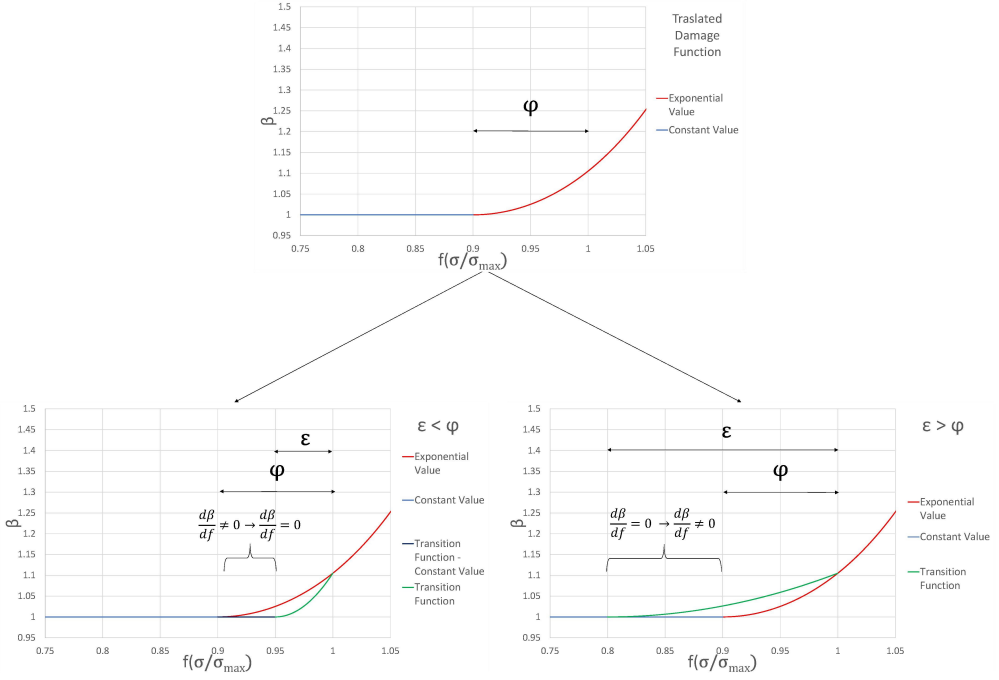 Traslated
Damage
Function
1.5
1.45
1.4
1.35
1.3
1.25
1.2
1.15
1.1
1.05
1
0.95
β
φ
Exponential
Value
Constant Value
0.75 0.8 0.85 0.9 0.95 1 1.05
f(σ/σmax)
ε < φ
1.5
1.45
1.4
1.35
1.3
1.25
1.2
1.15
1.1
1.05
1
0.95
β
ε
φ
dβ/df ≠ 0 → dβ/df = 0
Exponential
Value
Constant Value
Transition
Function -
Constant Value
Transition
Function
0.75 0.8 0.85 0.9 0.95 1 1.05
f(σ/σmax)
ε > φ
1.5
1.45
1.4
1.35
1.3
1.25
1.2
1.15
1.1
1.05
1
0.95
β
ε
φ
dβ/df = 0 → dβ/df ≠ 0
Exponential
Value
Constant Value
Transition
Function
0.75 0.8 0.85 0.9 0.95 1 1.05
f(σ/σmax)